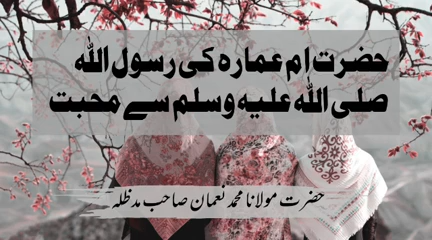 حضرت ام عمارہ کی رسول اللہ
صلی اللہ علیہ وسلم سے محبت
حضرت مولانا محمد نعمان صاحب مدظلہ